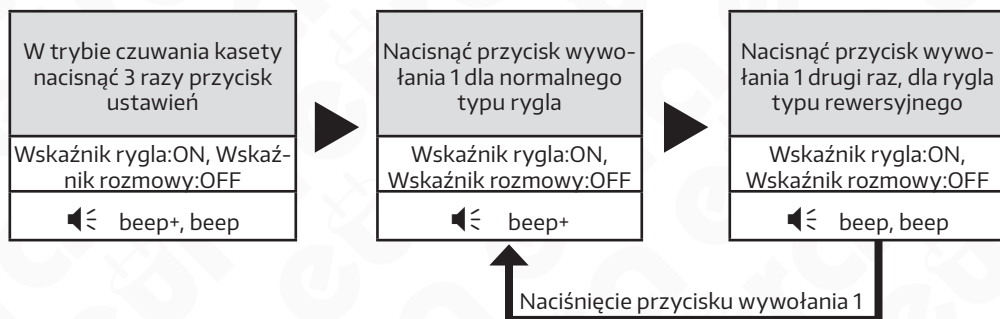 W trybie czuwania kasety
nacisnąć 3 razy przycisk
ustawień
Wskaźnik rygla:ON, Wskaź-
nik rozmowy:OFF
beep+, beep
Nacisnąć przycisk wywo-
łania 1 dla normalnego
typu rygla
Wskaźnik rygla:ON,
Wskaźnik rozmowy:OFF
beep+
Nacisnąć przycisk wywo-
łania 1 drugi raz, dla rygla
typu rewersyjnego
Wskaźnik rygla:ON,
Wskaźnik rozmowy:OFF
beep, beep
Naciśnięcie przycisku wywołania 1